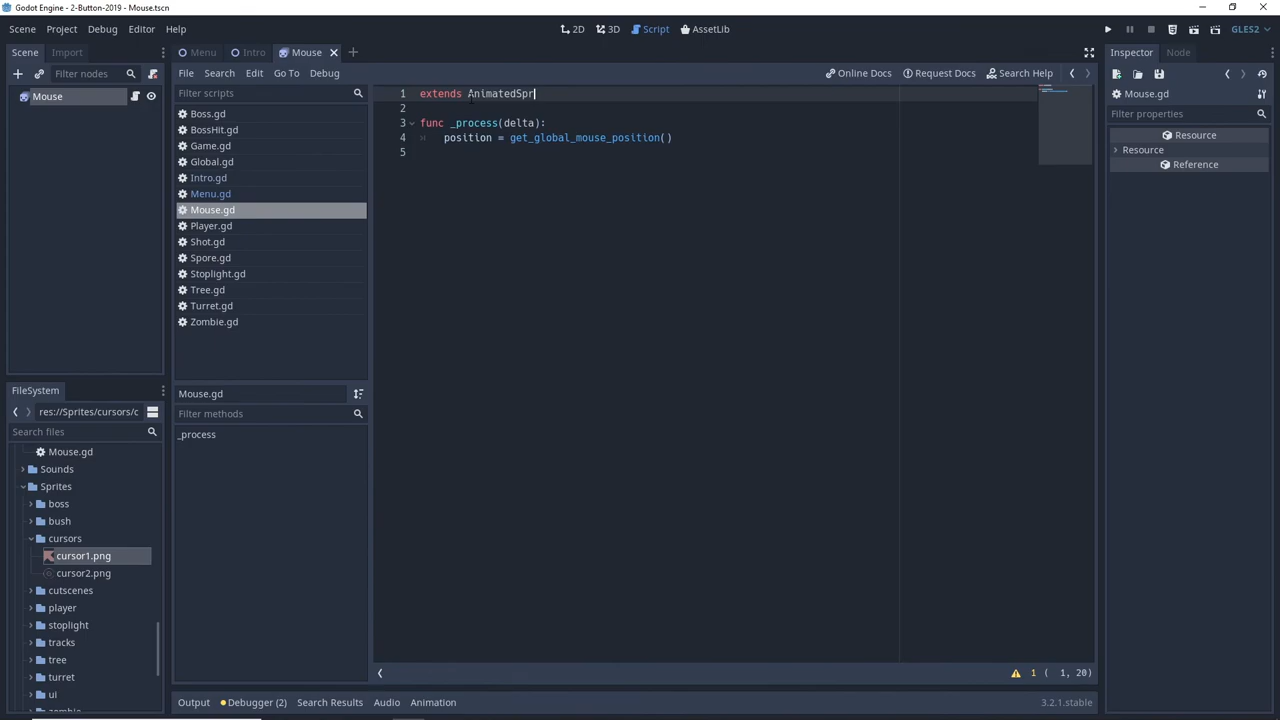 Godot Engine - 2-Button-2019 - Mouse.tscn
Scene Project Debug Editor Help
2D 3D Script AssetLib
GLES2
Scene Import
Filter nodes
Mouse
Menu Intro Mouse
File Search Edit Go To Debug
Online Docs Request Docs Search Help
Filter scripts
Boss.gd
BossHit.gd
Game.gd
Global.gd
Intro.gd
Menu.gd
Mouse.gd
Player.gd
Shot.gd
Spore.gd
Stoplight.gd
Tree.gd
Turret.gd
Zombie.gd
Mouse.gd
Filter methods
_process
1 extends AnimatedSpr
2
3 func _process(delta):
4 position = get_global_mouse_position()
5
1 ( 1, 20)
Inspector Node
Mouse.gd
Filter properties
Resource
Resource
Reference
FileSystem
res://Sprites/cursors/c
Search files
Mouse.gd
Sounds
Sprites
boss
bush
cursors
cursor1.png
cursor2.png
cutscenes
player
stoplight
tracks
tree
turret
ui
Output Debugger (2) Search Results Audio Animation
3.2.1.stable